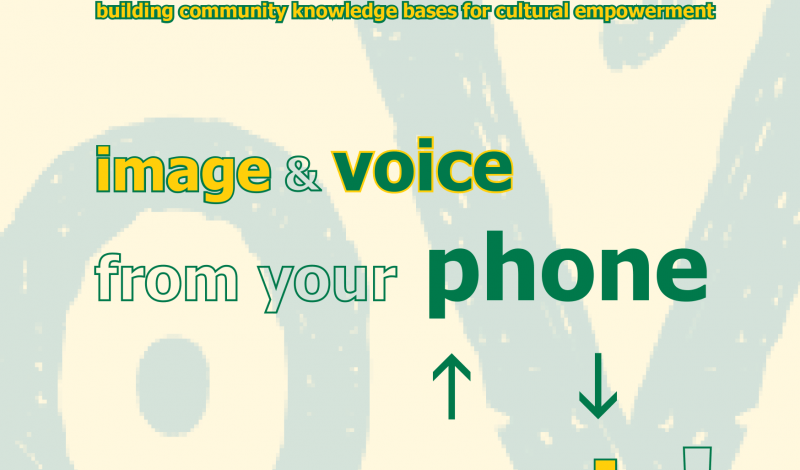 building community knowledge bases for cultural empowerment
image & voice
from your phone
↑ ↓